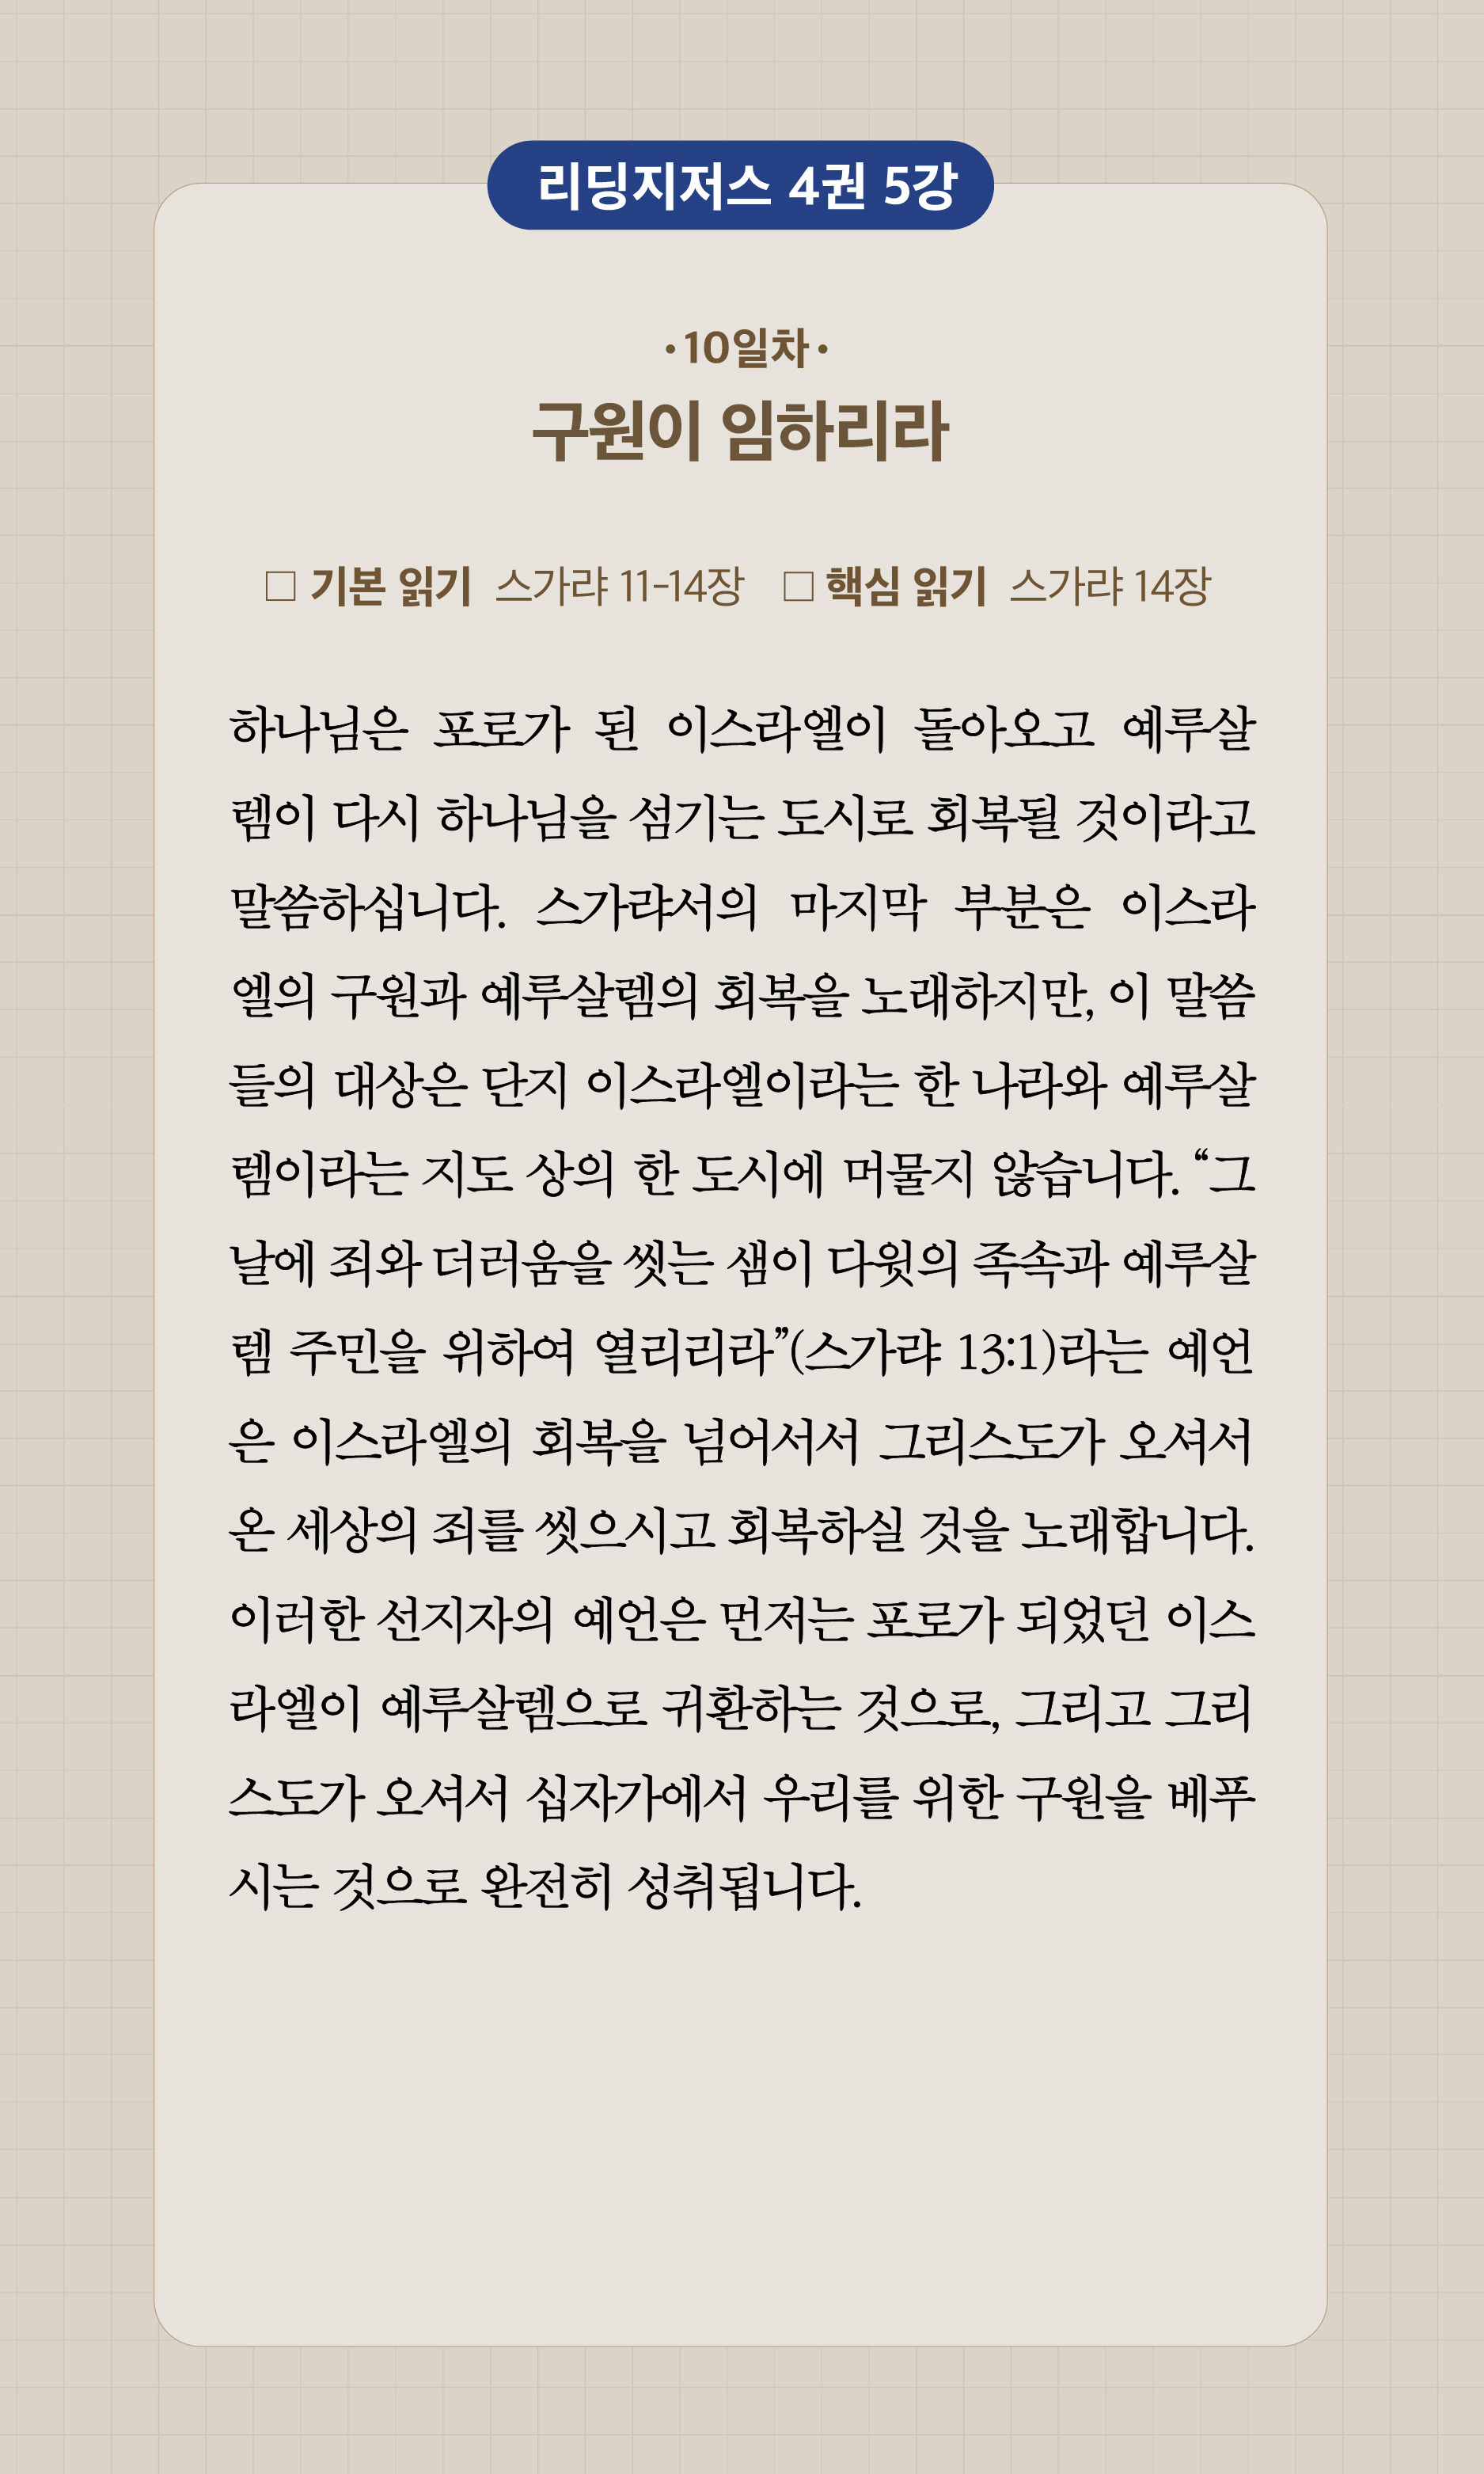 리딩지저스 4권 5강
·10일차·
구원이 임하리라
□ 기본 읽기 스가랴 11-14장 □ 핵심 읽기 스가랴 14장
하나님은 포로가 된 이스라엘이 돌아오고 예루살
렘이 다시 하나님을 섬기는 도시로 회복될 것이라고
말씀하십니다. 스가랴서의 마지막 부분은 이스라
엘의 구원과 예루살렘의 회복을 노래하지만, 이 말씀
들의 대상은 단지 이스라엘이라는 한 나라와 예루살
렘이라는 지도 상의 한 도시에 머물지 않습니다. “그
날에 죄와 더러움을 씻는 샘이 다윗의 족속과 예루살
렘 주민을 위하여 열리리라”(스가랴 13:1)라는 예언
은 이스라엘의 회복을 넘어서서 그리스도가 오셔서
온 세상의 죄를 씻으시고 회복하실 것을 노래합니다.
이러한 선지자의 예언은 먼저는 포로가 되었던 이스
라엘이 예루살렘으로 귀환하는 것으로, 그리고 그리
스도가 오셔서 십자가에서 우리를 위한 구원을 베푸
시는 것으로 완전히 성취됩니다.